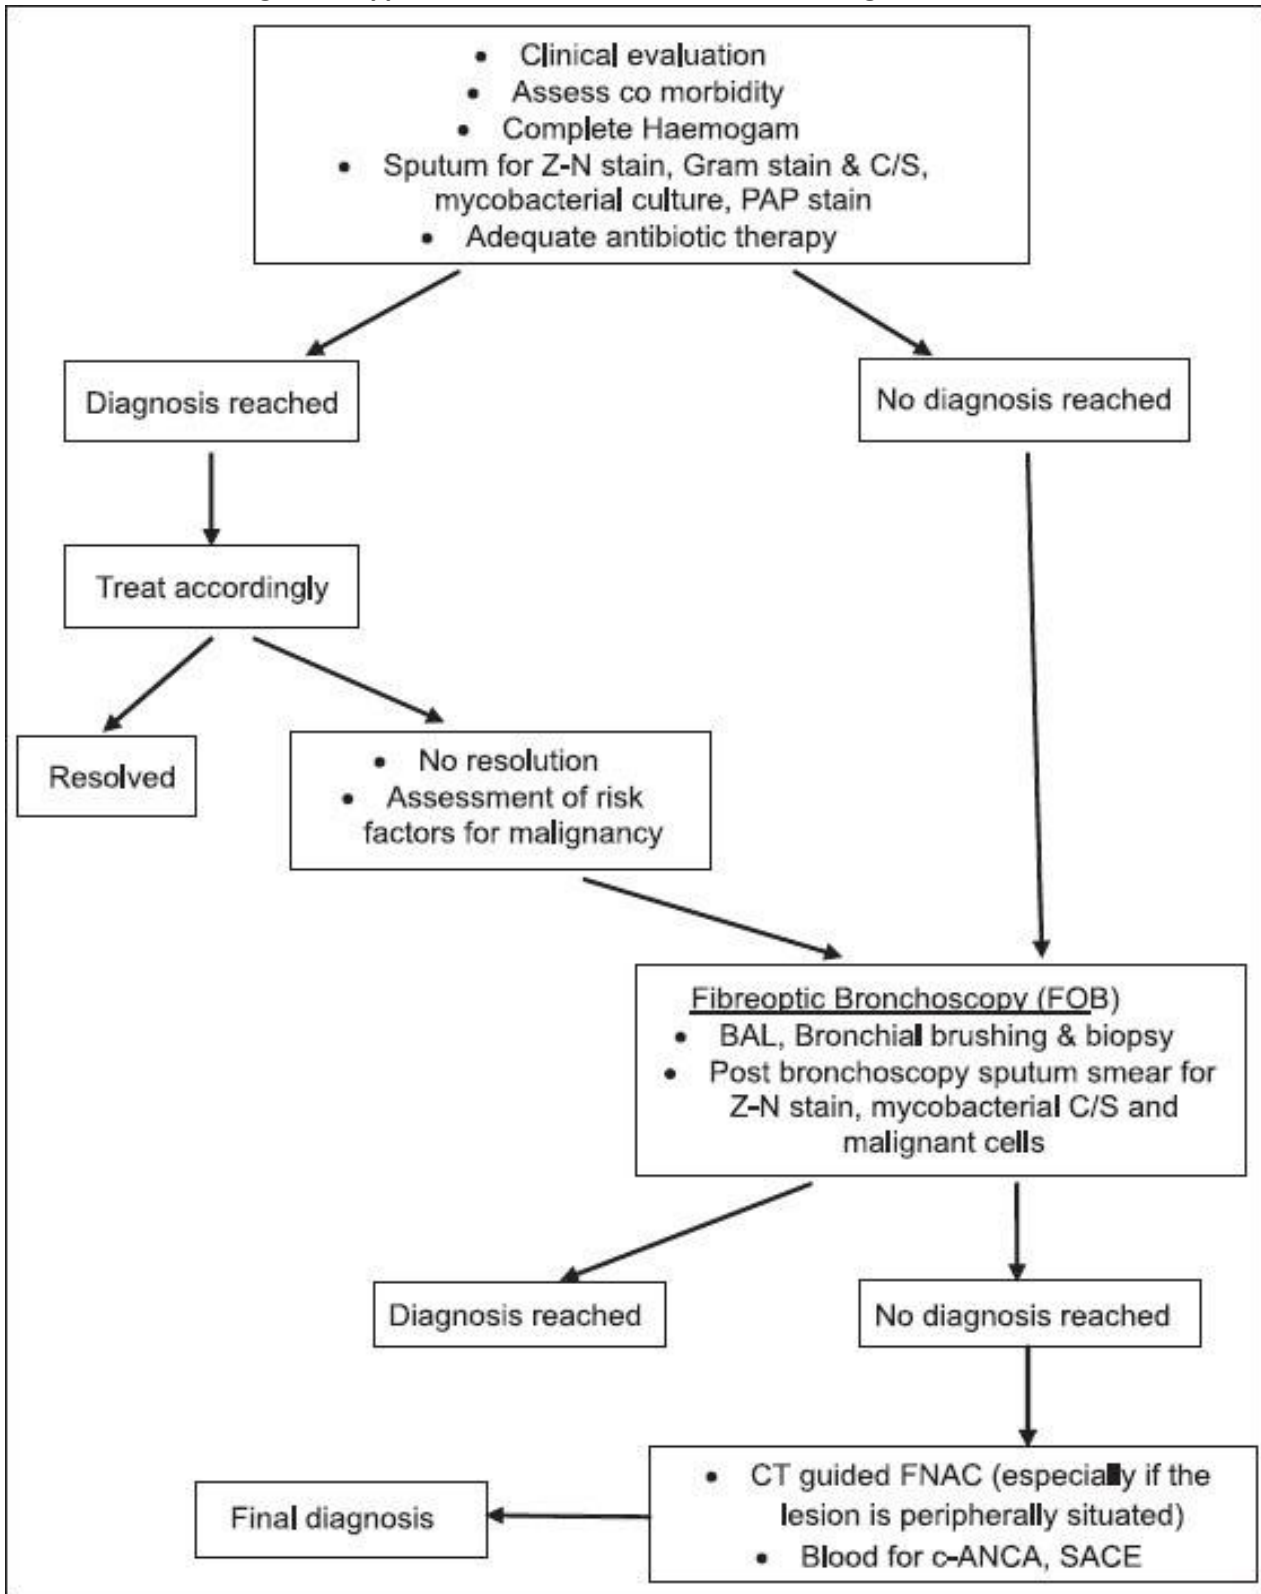 • Clinical evaluation
• Assess co morbidity
• Complete Haemogam
• Sputum for Z-N stain, Gram stain & C/S,
mycobacterial culture, PAP stain
• Adequate antibiotic therapy
Diagnosis reached
No diagnosis reached
Treat accordingly
Resolved
• No resolution
• Assessment of risk
factors for malignancy
Fibreoptic Bronchoscopy (FOB)
• BAL, Bronchial brushing & biopsy
• Post bronchoscopy sputum smear for
Z-N stain, mycobacterial C/S and
malignant cells
Diagnosis reached
No diagnosis reached
• CT guided FNAC (especially if the
lesion is peripherally situated)
• Blood for c-ANCA, SACE
Final diagnosis